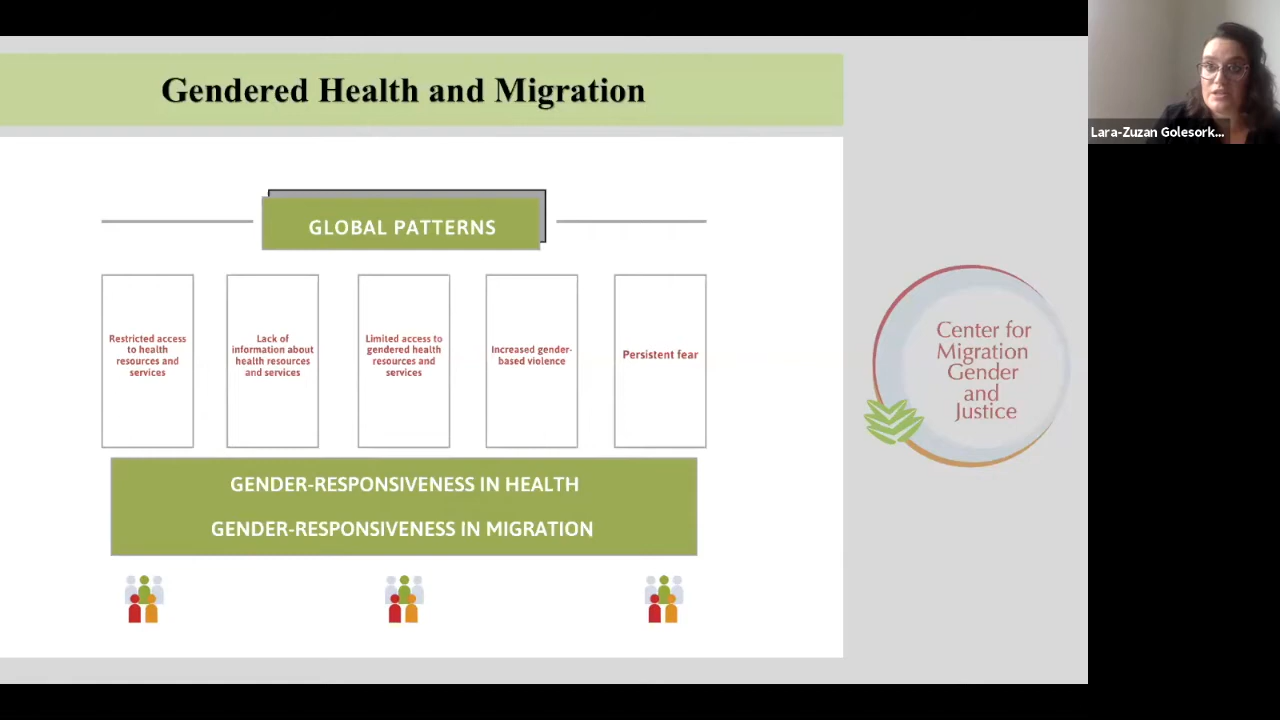 Gendered Health and Migration
Lara-Zuzan Golesork...
GLOBAL PATTERNS
Restricted access
to health
resources and
services
Lack of
information about
health resources
and services
Limited access to
gendered health
resources and
services
Increased gender-
based violence
Persistent fear
GENDER-RESPONSIVENESS IN HEALTH
GENDER-RESPONSIVENESS IN MIGRATION
Center for
Migration
Gender
and
Justice